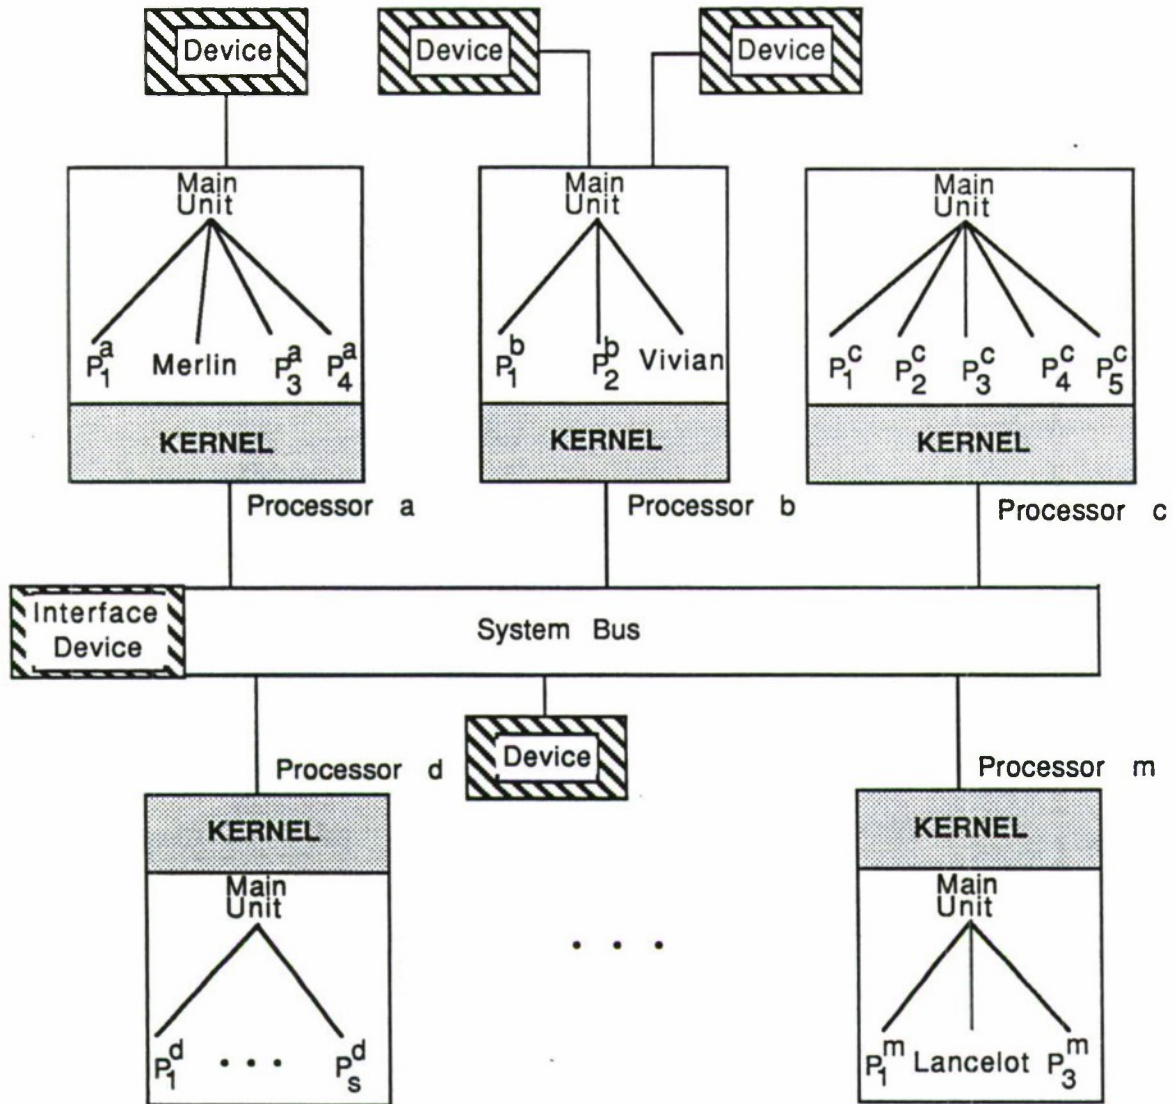 Device
Device
Device
Main
Unit
Main
Unit
Main
Unit
P₁ᵃ Merlin P₃ᵃ P₄ᵃ
P₁ᵇ P₂ᵇ Vivian
P₁ᶜ P₂ᶜ P₃ᶜ P₄ᶜ P₅ᶜ
KERNEL
KERNEL
KERNEL
Processor a
Processor b
Processor c
Interface
Device
System Bus
Device
Processor d
Processor m
KERNEL
KERNEL
Main
Unit
Main
Unit
P₁ᵈ • • • Pₛᵈ
• • •
P₁ᵐ Lancelot P₃ᵐ